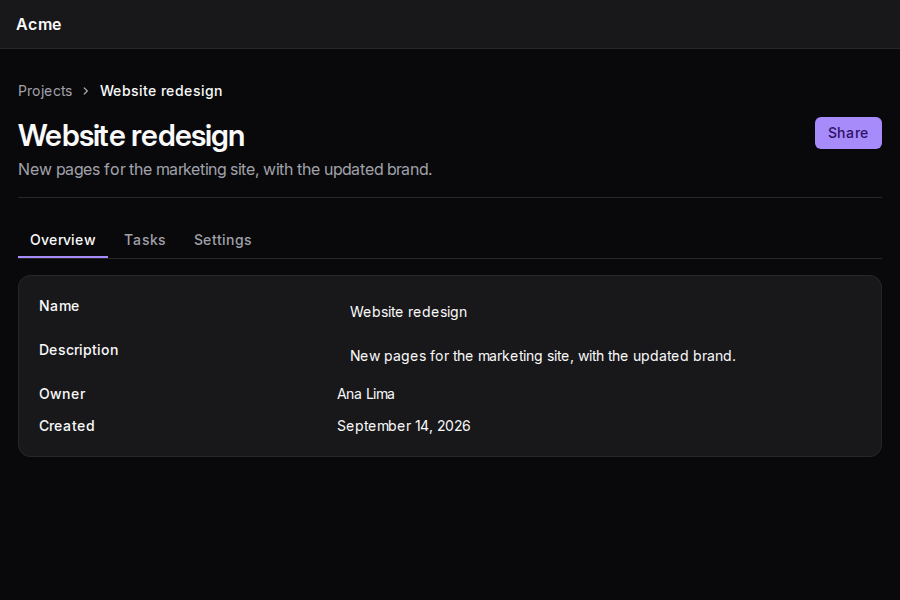 Acme
Projects > Website redesign
Website redesign
Share
New pages for the marketing site, with the updated brand.
Overview Tasks Settings
Name Website redesign
Description New pages for the marketing site, with the updated brand.
Owner Ana Lima
Created September 14, 2026